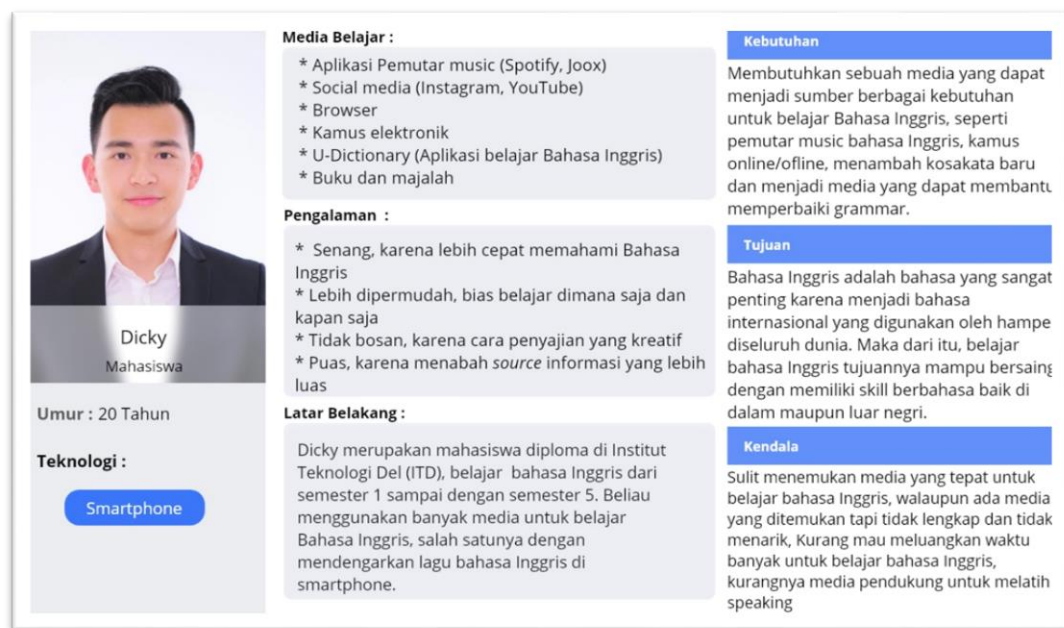 Dicky
Mahasiswa
Umur : 20 Tahun
Teknologi :
Smartphone
Media Belajar :
* Aplikasi Pemutar music (Spotify, Joox)
* Social media (Instagram, YouTube)
* Browser
* Kamus elektronik
* U-Dictionary (Aplikasi belajar Bahasa Inggris)
* Buku dan majalah
Pengalaman :
* Senang, karena lebih cepat memahami Bahasa
Inggris
* Lebih dipermudah, bias belajar dimana saja dan
kapan saja
* Tidak bosan, karena cara penyajian yang kreatif
* Puas, karena menabah source informasi yang lebih
luas
Latar Belakang :
Dicky merupakan mahasiswa diploma di Institut
Teknologi Del (ITD), belajar bahasa Inggris dari
semester 1 sampai dengan semester 5. Beliau
menggunakan banyak media untuk belajar
Bahasa Inggris, salah satunya dengan
mendengarkan lagu bahasa Inggris di
smartphone.
Kebutuhan
Membutuhkan sebuah media yang dapat
menjadi sumber berbagai kebutuhan
untuk belajar Bahasa Inggris, seperti
pemutar music bahasa Inggris, kamus
online/ofline, menambah kosakata baru
dan menjadi media yang dapat membantu
memperbaiki grammar.
Tujuan
Bahasa Inggris adalah bahasa yang sangat
penting karena menjadi bahasa
internasional yang digunakan oleh hampe
diseluruh dunia. Maka dari itu, belajar
bahasa Inggris tujuannya mampu bersaing
dengan memiliki skill berbahasa baik di
dalam maupun luar negri.
Kendala
Sulit menemukan media yang tepat untuk
belajar bahasa Inggris, walaupun ada media
yang ditemukan tapi tidak lengkap dan tidak
menarik, Kurang mau meluangkan waktu
banyak untuk belajar bahasa Inggris,
kurangnya media pendukung untuk melatih
speaking